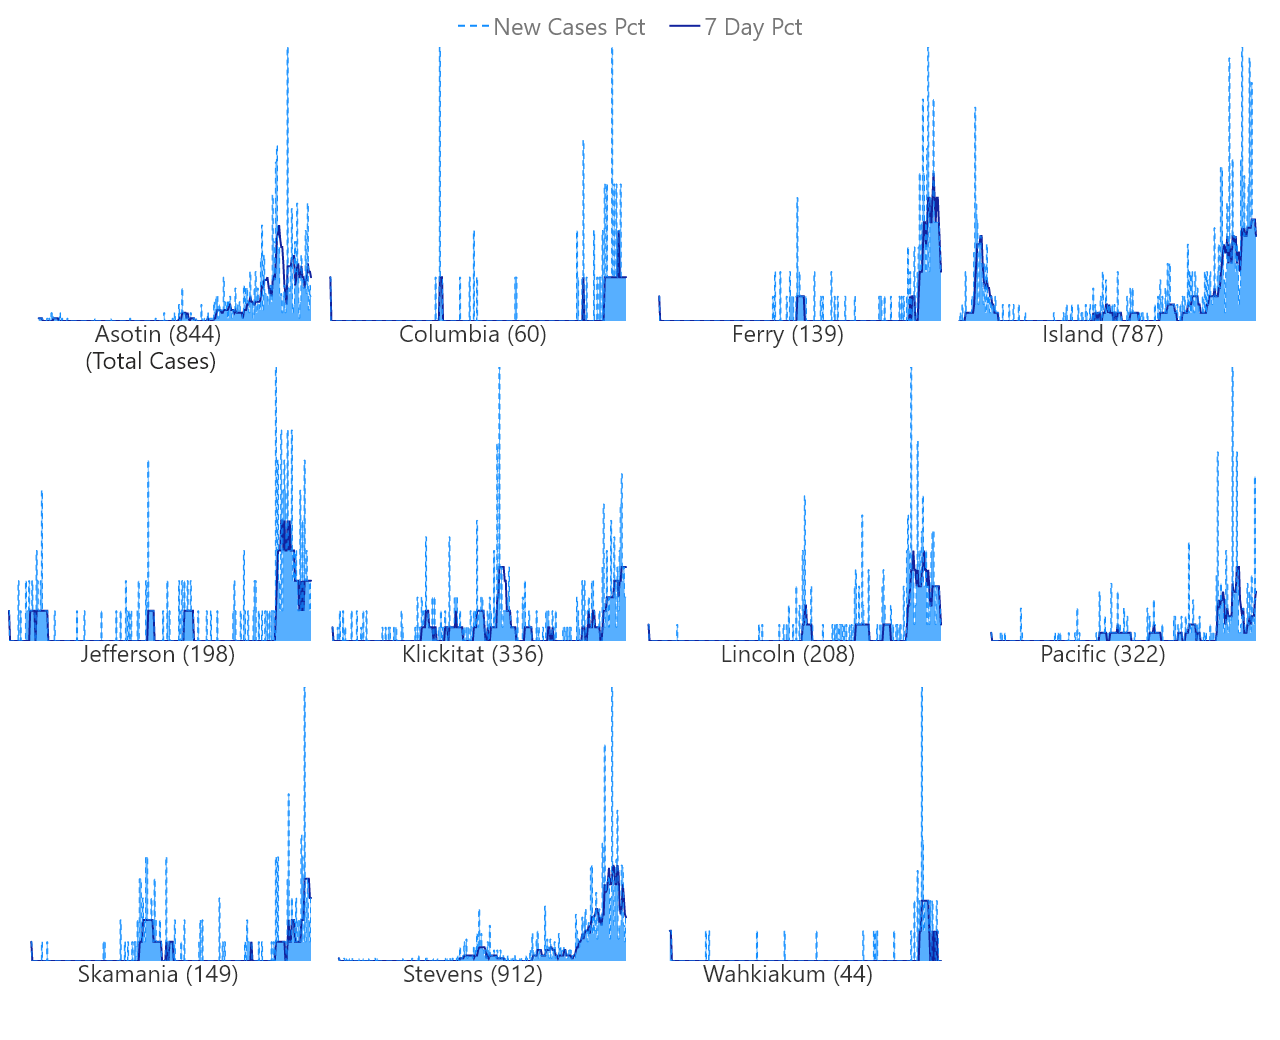 New Cases Pct 7 Day Pct
Asotin (844) Columbia (60) Ferry (139) Island (787)
(Total Cases)
Jefferson (198) Klickitat (336) Lincoln (208) Pacific (322)
Skamania (149) Stevens (912) Wahkiakum (44)